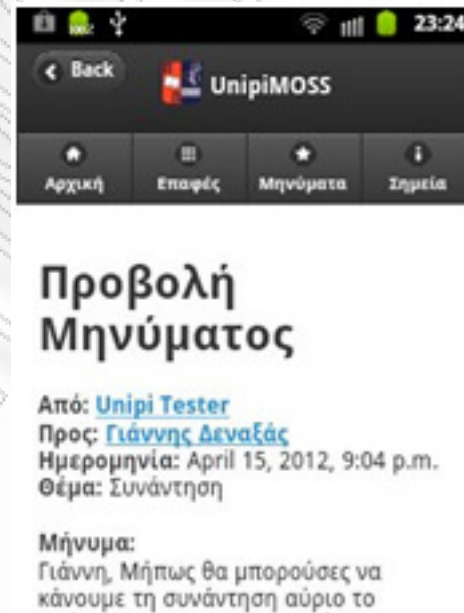 23:24
Back
UnipiMOSS
Αρχική Επαφές Μηνύματα Σημεία
Προβολή
Μηνύματος
Από: Unipi Tester
Προς: Γιάννης Δεναξάς
Ημερομηνία: April 15, 2012, 9:04 p.m.
Θέμα: Συνάντηση
Μήνυμα:
Γιάννη, Μήπως θα μπορούσες να
κάνουμε τη συνάντηση αύριο το